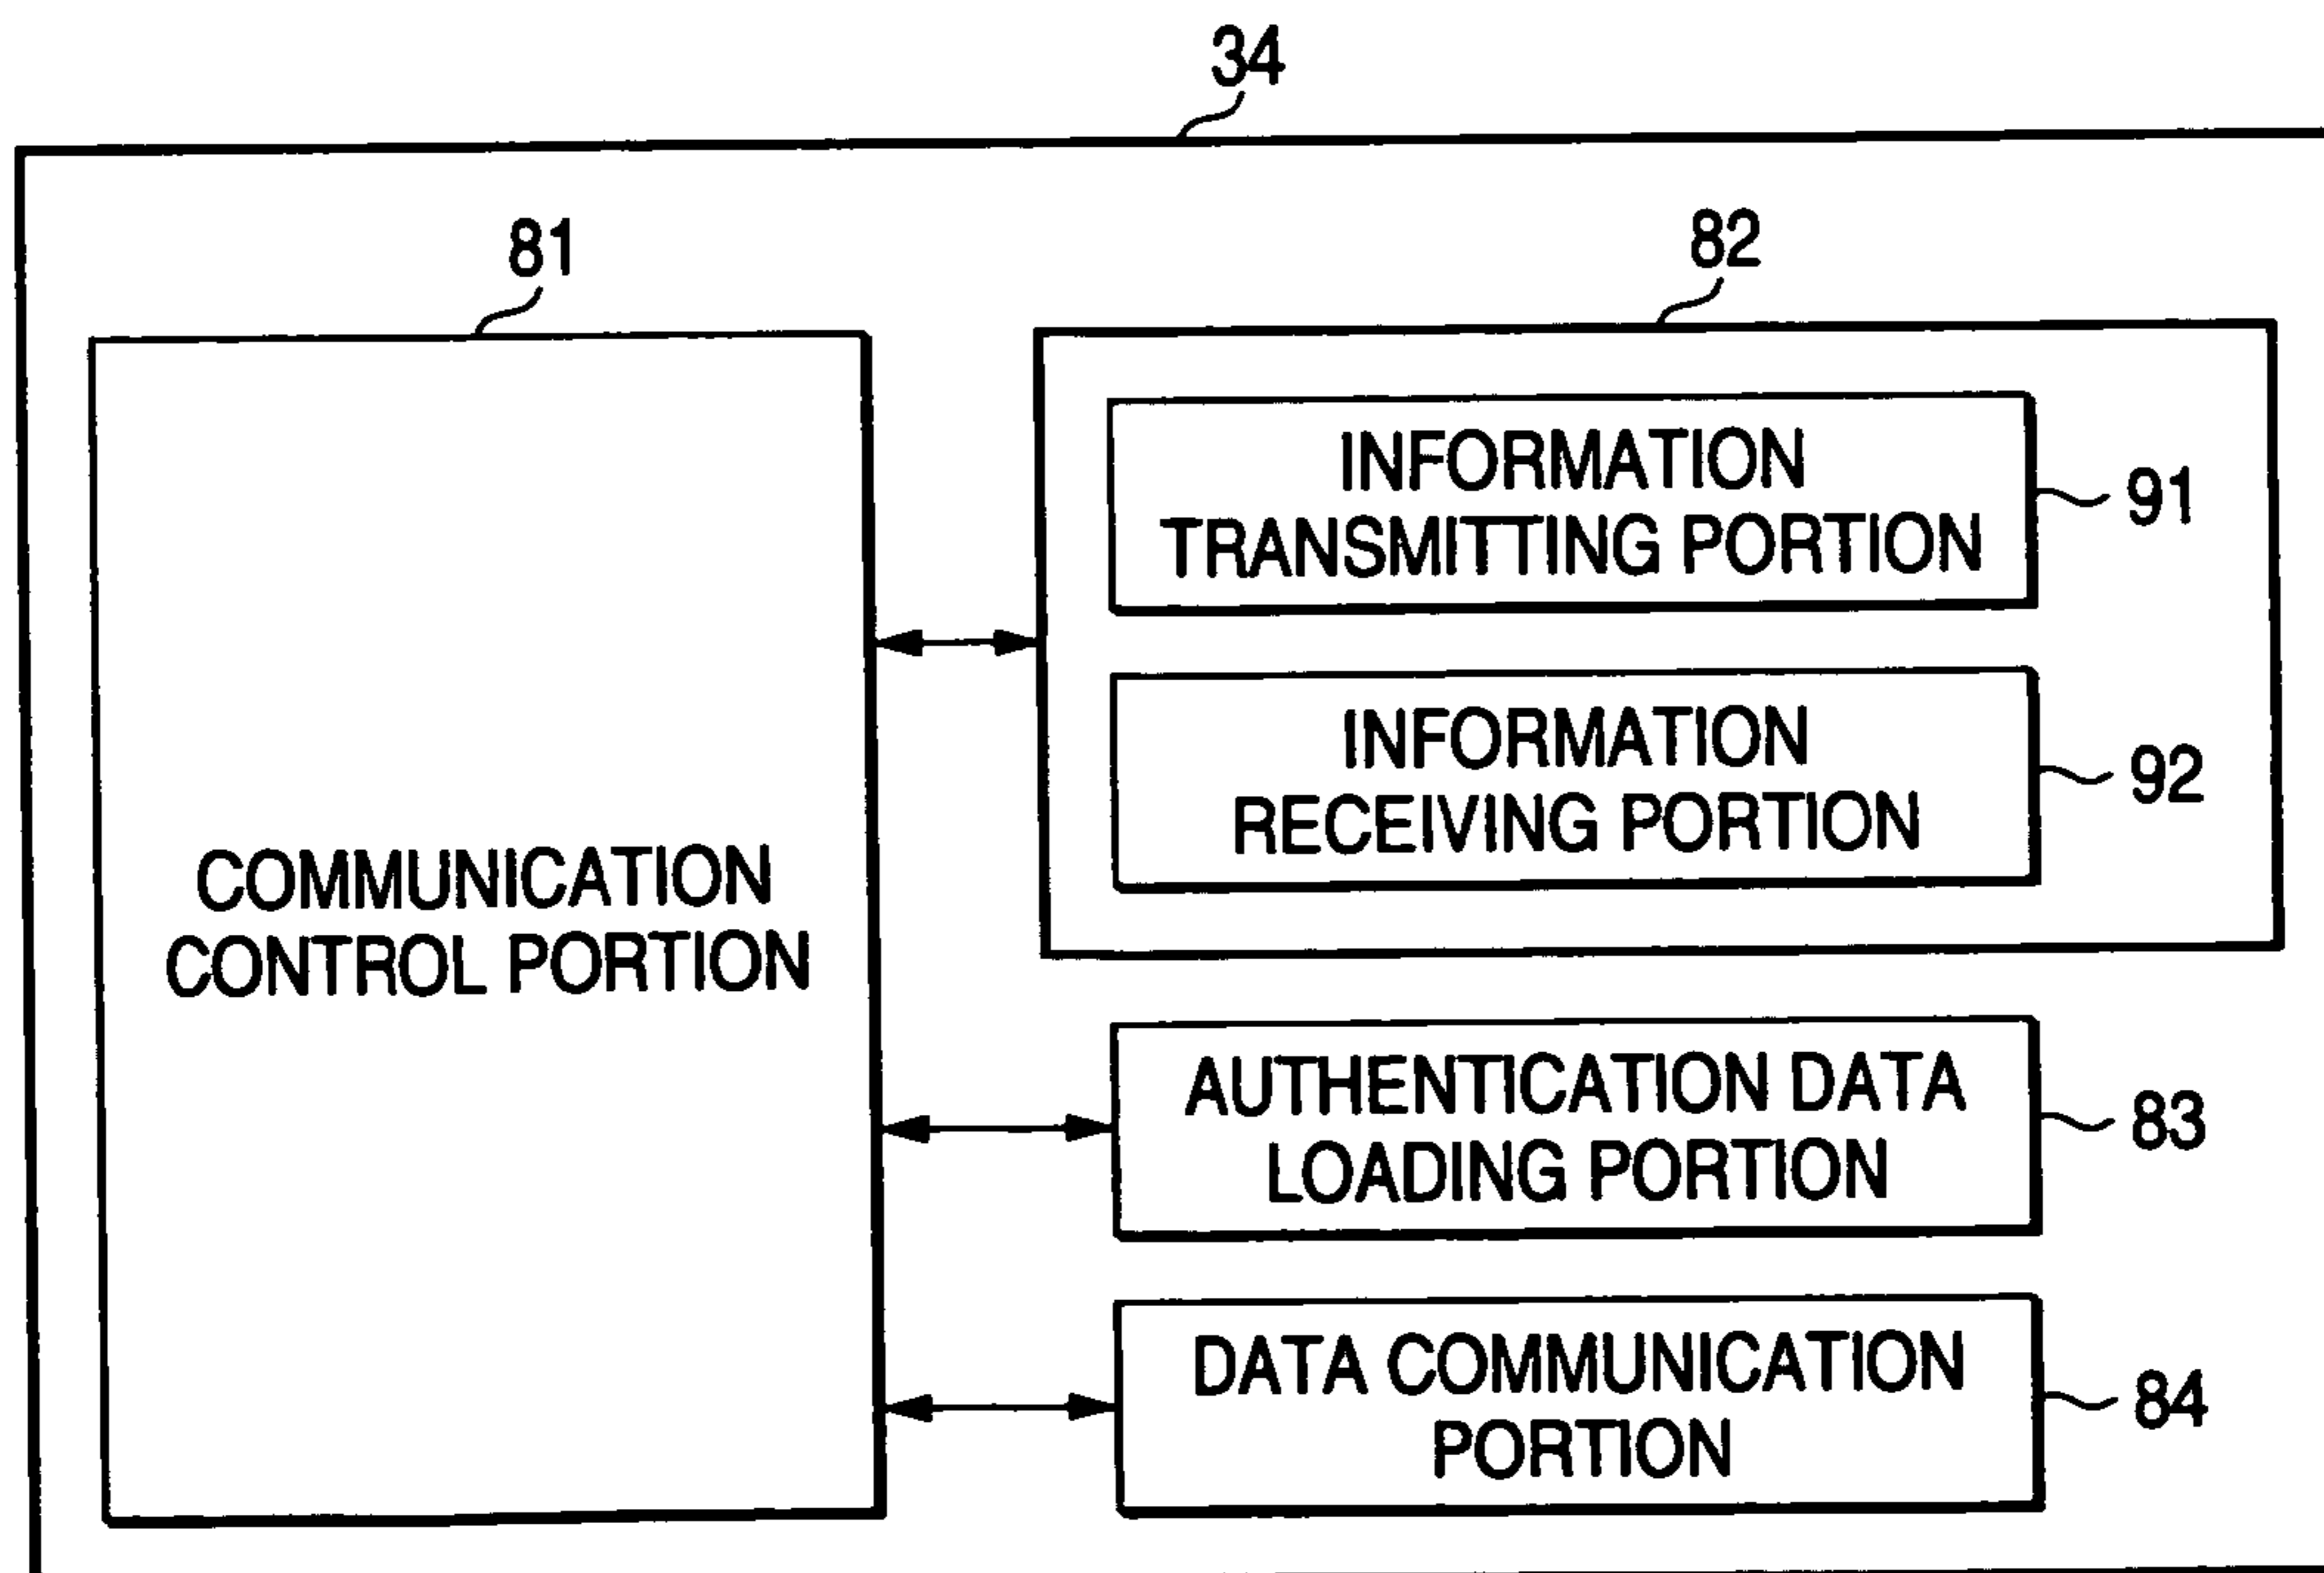 34
81
82
INFORMATION
TRANSMITTING PORTION
91
INFORMATION
RECEIVING PORTION
92
COMMUNICATION
CONTROL PORTION
AUTHENTICATION DATA
LOADING PORTION
83
DATA COMMUNICATION
PORTION
84